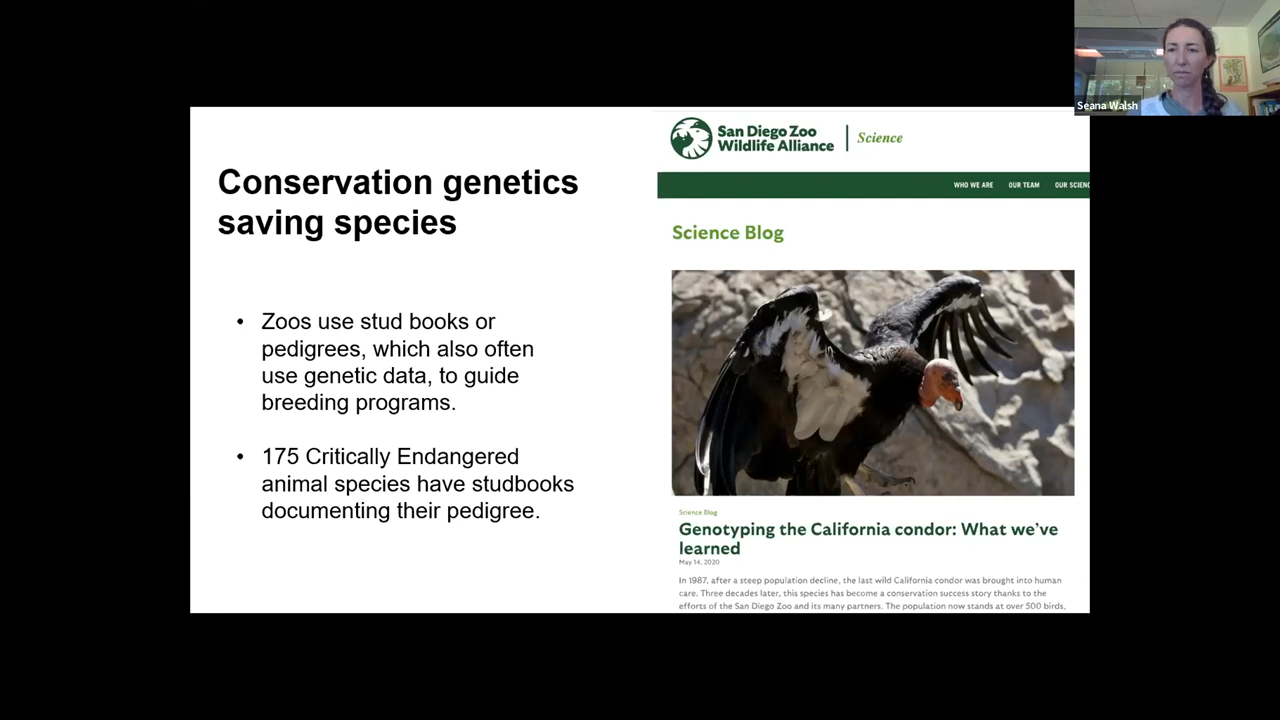 Seana Walsh
Conservation genetics
saving species
• Zoos use stud books or
pedigrees, which also often
use genetic data, to guide
breeding programs.
• 175 Critically Endangered
animal species have studbooks
documenting their pedigree.
San Diego Zoo
Wildlife Alliance
Science
WHO WE ARE OUR TEAM OUR SCIENC
Science Blog
Science Blog
Genotyping the California condor: What we've
learned
May 14, 2020
In 1987, after a steep population decline, the last wild California condor was brought into human
care. Three decades later, this species has become a conservation success story thanks to the
efforts of the San Diego Zoo and its many partners. The population now stands at over 500 birds,